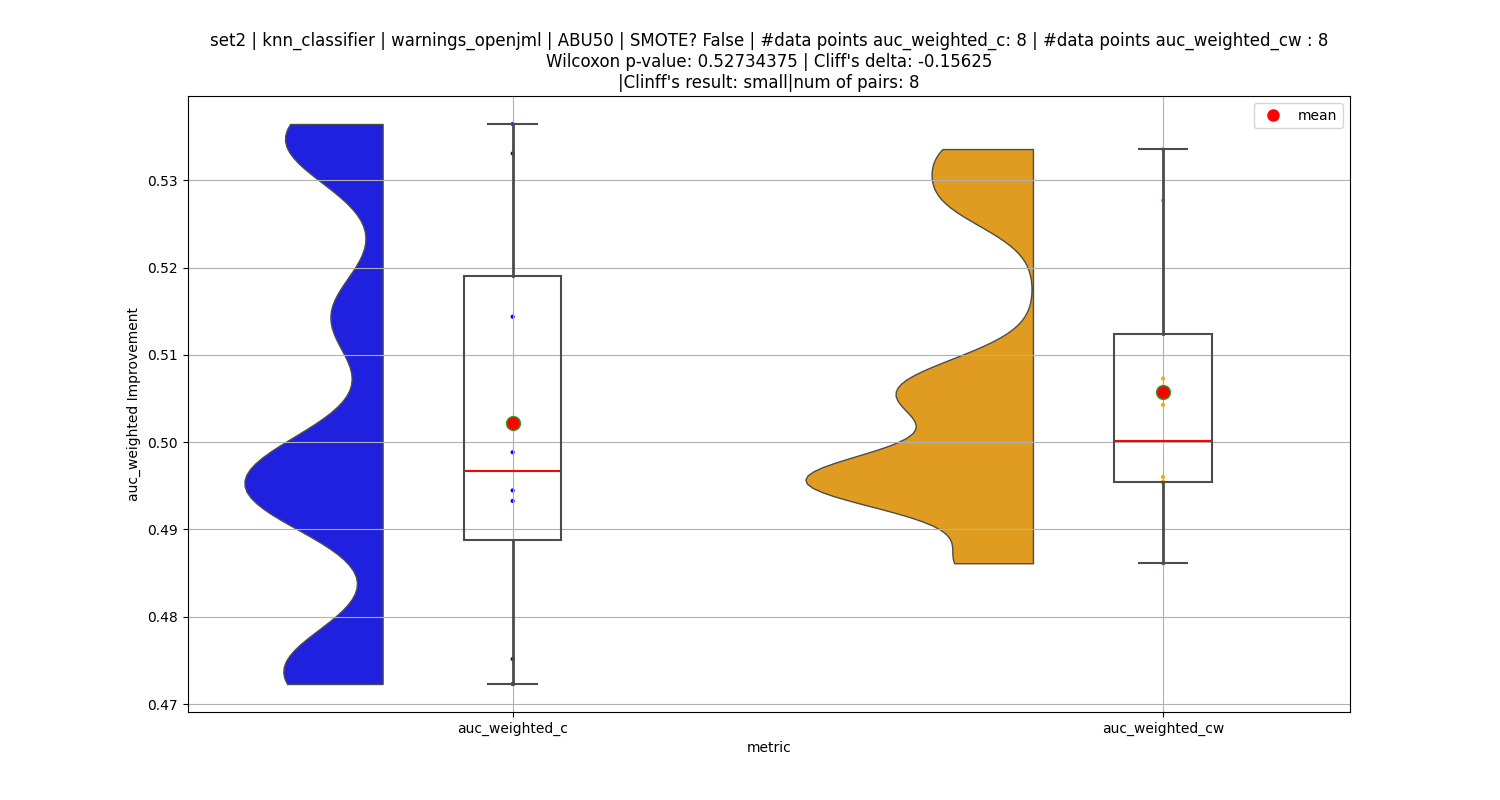 set2 | knn_classifier | warnings_openjml | ABU50 | SMOTE? False | #data points auc_weighted_c: 8 | #data points auc_weighted_cw : 8
Wilcoxon p-value: 0.52734375 | Cliff's delta: -0.15625
|Clinff's result: small|num of pairs: 8
mean
0.53
0.52
0.51
0.50
0.49
0.48
0.47
auc_weighted Improvement
auc_weighted_c
auc_weighted_cw
metric